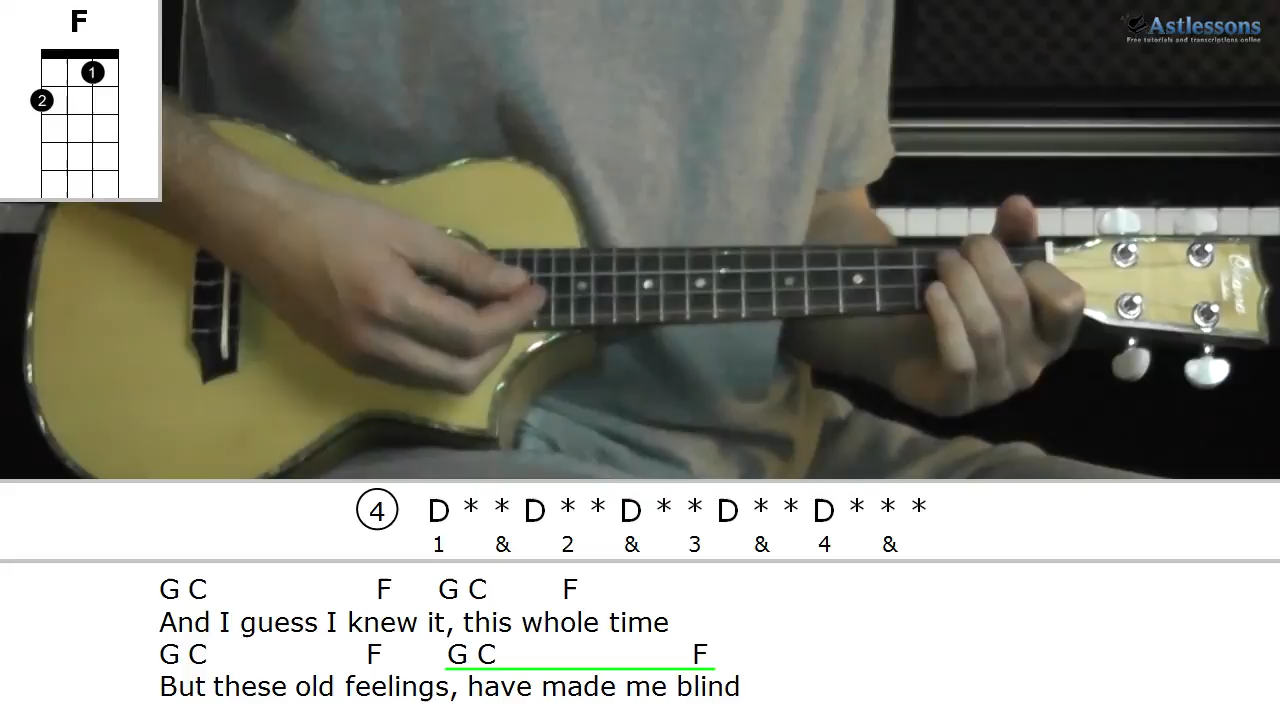 F
Astlessons
Free tutorials and transcriptions online
1
2
4 D * * D * * D * * D * * D * * *
1 & 2 & 3 & 4 &
G C F G C F
And I guess I knew it, this whole time
G C F G C F
But these old feelings, have made me blind